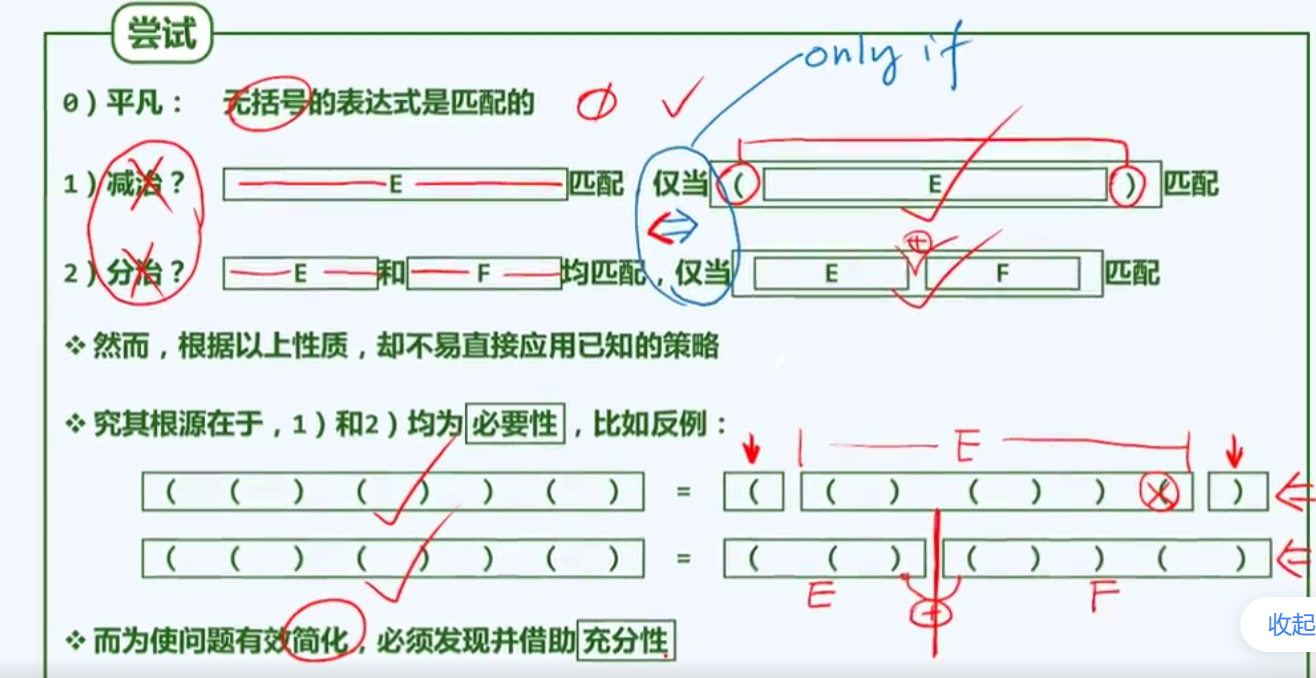 尝试
only if
0）平凡： 无括号的表达式是匹配的 ∅ ✓
1）减治？ E 匹配 仅当 ( E ) 匹配
⇔
2）分治？ E 和 F 均匹配，仅当 E F 匹配
❖ 然而，根据以上性质，却不易直接应用已知的策略
❖ 究其根源在于，1）和2）均为 必要性，比如反例：
E
( ( ) ( ) ) ( ) = ( ( ) ( ) ) ( )
( ( ) ( ) ) ( ) = ( ( ) ( ) ) ( )
E F
❖ 而为使问题有效简化，必须发现并借助 充分性
收起